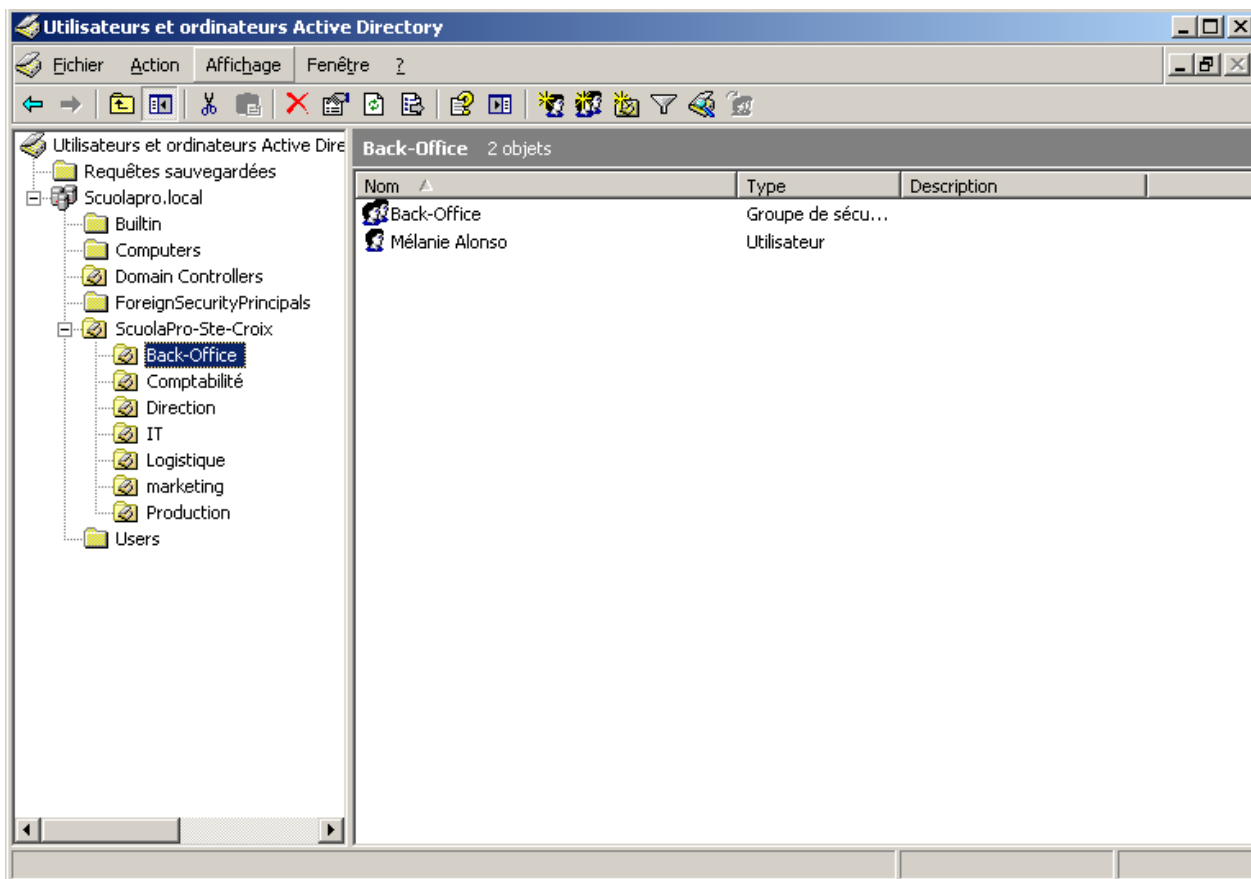 Utilisateurs et ordinateurs Active Directory
Fichier Action Affichage Fenêtre ?
Utilisateurs et ordinateurs Active Dire
Requêtes sauvegardées
Scuolapro.local
Builtin
Computers
Domain Controllers
ForeignSecurityPrincipals
ScuolaPro-Ste-Croix
Back-Office
Comptabilité
Direction
IT
Logistique
marketing
Production
Users
Back-Office 2 objets
Nom Type Description
Back-Office Groupe de sécu...
Mélanie Alonso Utilisateur